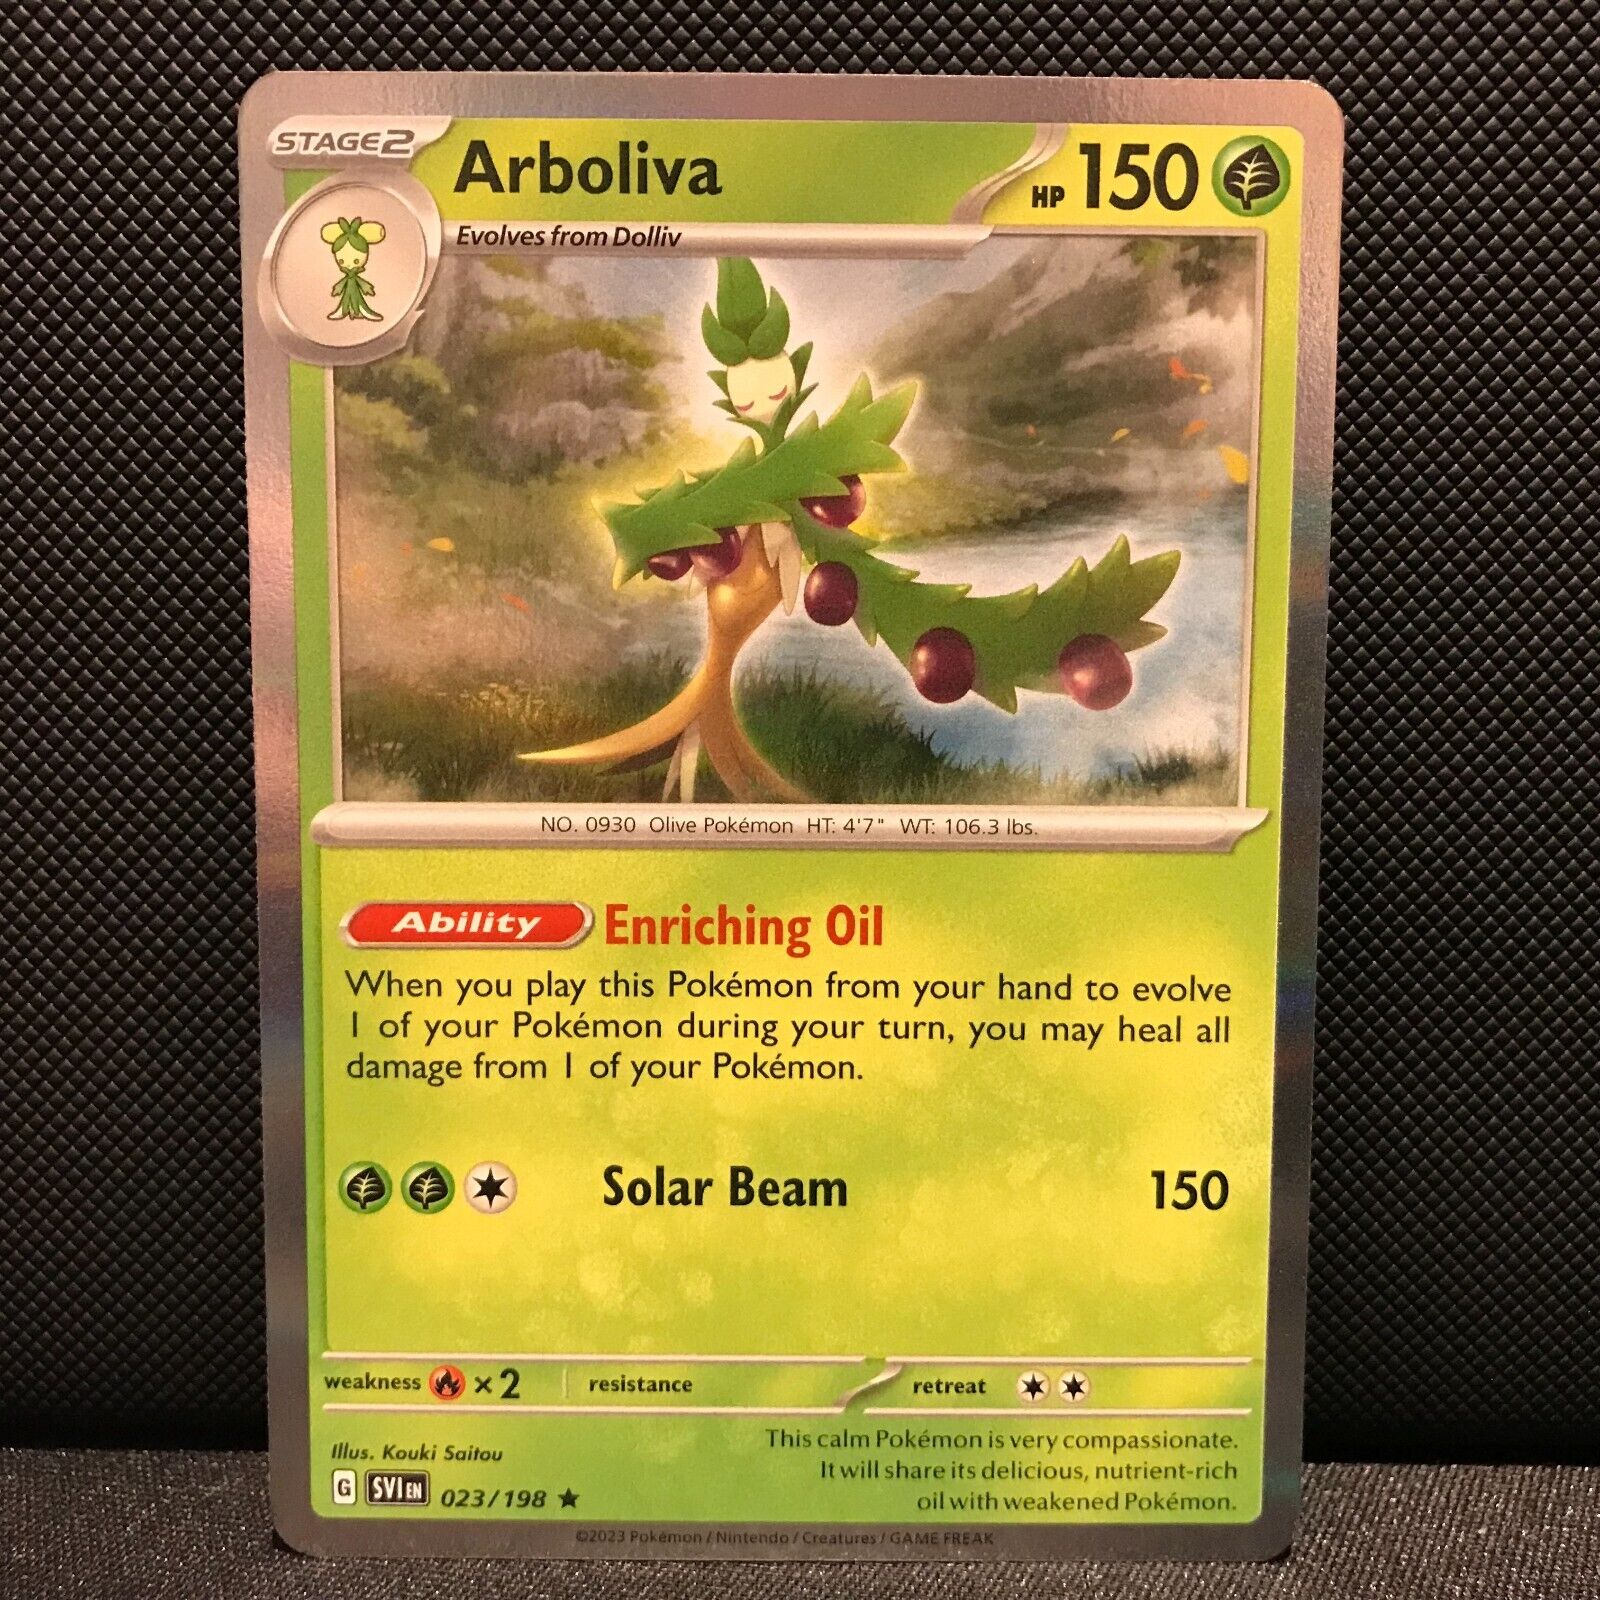 STAGE2
Arboliva
HP 150
Evolves from Dolliv
NO. 0930 Olive Pokémon HT: 4'7" WT: 106.3 lbs.
Ability Enriching Oil
When you play this Pokémon from your hand to evolve
1 of your Pokémon during your turn, you may heal all
damage from 1 of your Pokémon.
Solar Beam 150
weakness ×2 resistance retreat
Illus. Kouki Saitou
G SVI EN 023/198 ★
This calm Pokémon is very compassionate.
It will share its delicious, nutrient-rich
oil with weakened Pokémon.
©2023 Pokémon / Nintendo / Creatures / GAME FREAK